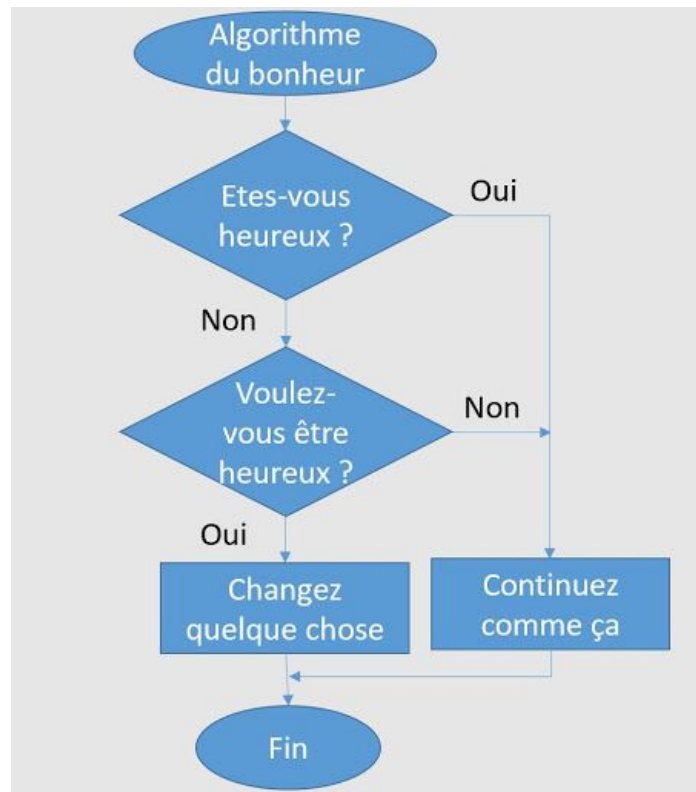 Algorithme
du bonheur
Etes-vous
heureux ?
Oui
Non
Voulez-
vous être
heureux ?
Non
Oui
Changez
quelque chose
Continuez
comme ça
Fin